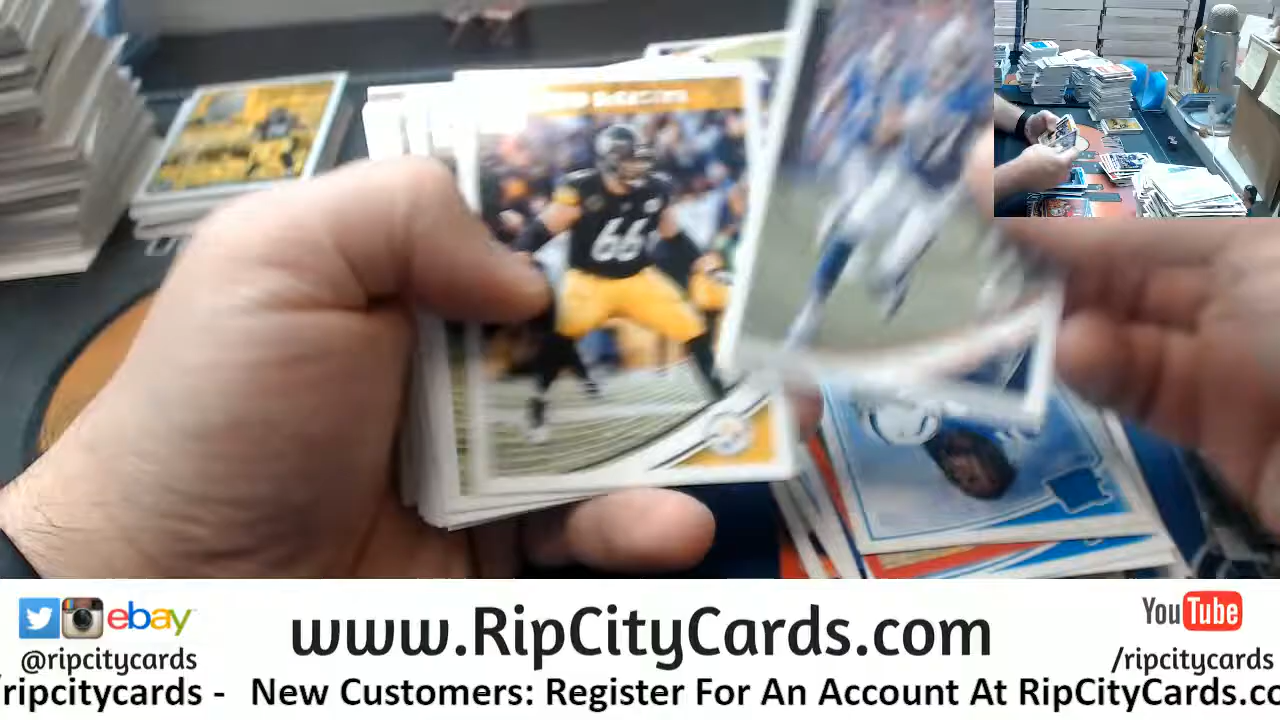 66
ebay
@ripcitycards
www.RipCityCards.com
YouTube
/ripcitycards
/ripcitycards - New Customers: Register For An Account At RipCityCards.co